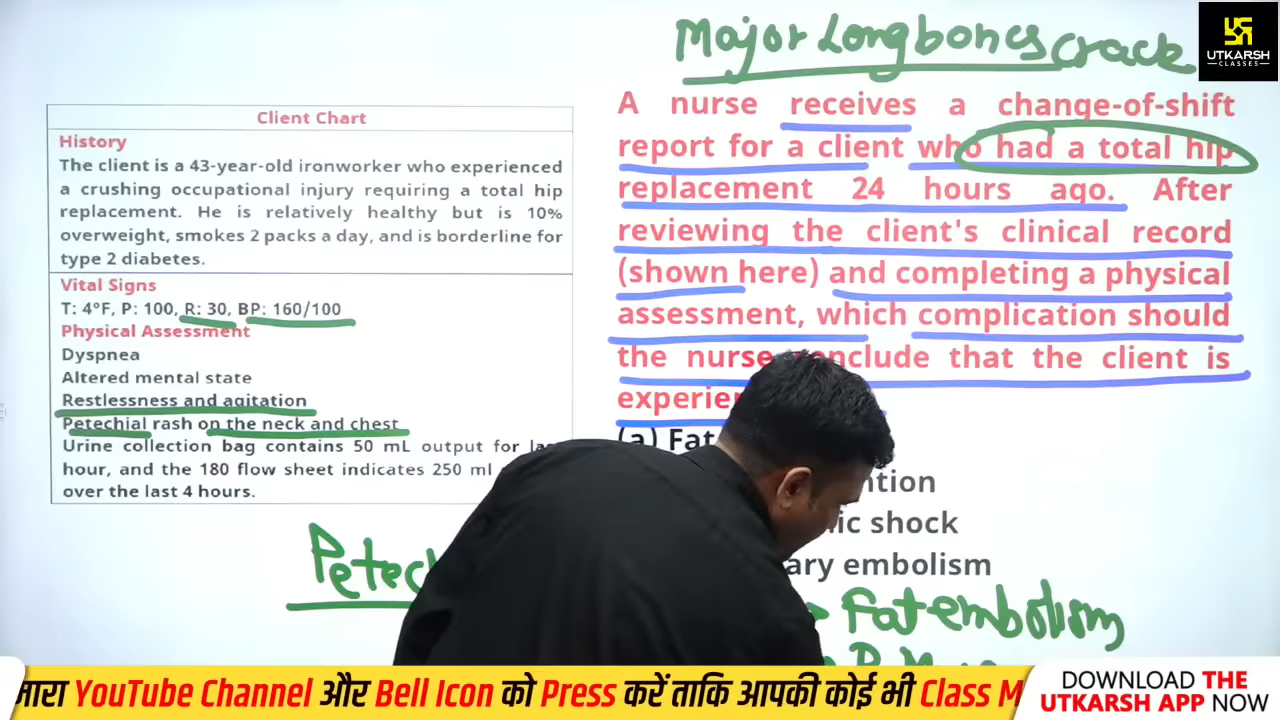 Major Longbones crack
UTKARSH
CLASSES
Client Chart
History
The client is a 43-year-old ironworker who experienced
a crushing occupational injury requiring a total hip
replacement. He is relatively healthy but is 10%
overweight, smokes 2 packs a day, and is borderline for
type 2 diabetes.
Vital Signs
T: 4°F, P: 100, R: 30, BP: 160/100
Physical Assessment
Dyspnea
Altered mental state
Restlessness and agitation
Petechial rash on the neck and chest
Urine collection bag contains 50 mL output for
hour, and the 180 flow sheet indicates 250 ml
over the last 4 hours.
A nurse receives a change-of-shift
report for a client who had a total hip
replacement 24 hours ago. After
reviewing the client's clinical record
(shown here) and completing a physical
assessment, which complication should
the nurse conclude that the client is
(a) Fat
shock
embolism
Fat embolism
YouTube Channel और Bell Icon को Press करें ताकि आपकी कोई भी Class
DOWNLOAD THE
UTKARSH APP NOW